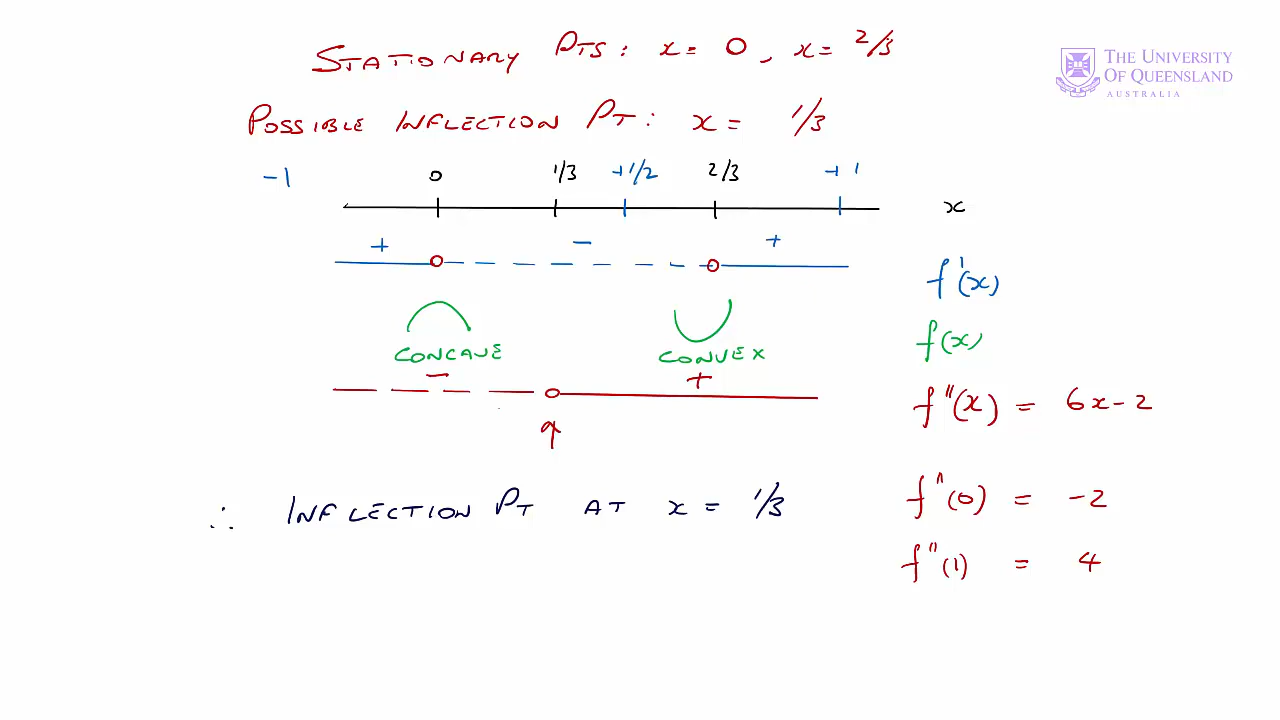 STATIONARY PTS: x = 0, x = 2/3
THE UNIVERSITY
OF QUEENSLAND
AUSTRALIA
POSSIBLE INFLECTION PT: x = 1/3
-1 0 1/3 +1/2 2/3 +1
x
+ - +
f'(x)
CONCAVE CONVEX
f(x)
- +
f''(x) = 6x-2
∴ INFLECTION PT AT x = 1/3
f''(0) = -2
f''(1) = 4